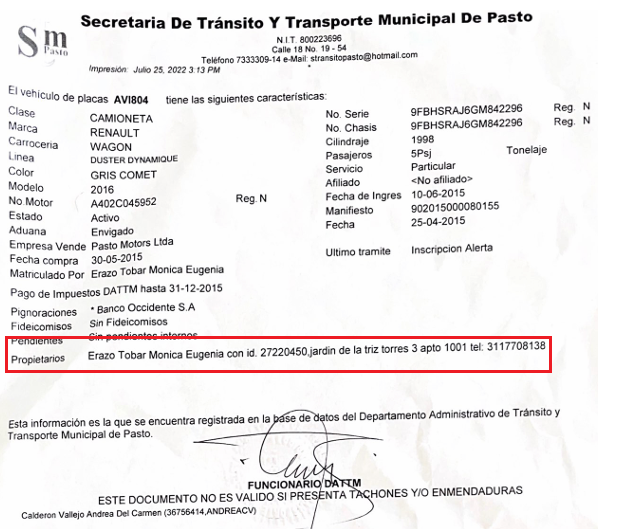 Sm
Pasto
Secretaria De Tránsito Y Transporte Municipal De Pasto
N.I.T. 800223696
Calle 18 No. 19 - 54
Teléfono 7333309-14 e-Mail: stransitopasto@hotmail.com
Impresión: Julio 25, 2022 3:13 PM
El vehículo de placas AVI804 tiene las siguientes características:
Clase CAMIONETA No. Serie 9FBHSRAJ6GM842296 Reg. N
Marca RENAULT No. Chasis 9FBHSRAJ6GM842296 Reg. N
Carroceria WAGON Cilindraje 1998
Linea DUSTER DYNAMIQUE Pasajeros 5Psj Tonelaje
Color GRIS COMET Servicio Particular
Modelo 2016 Afiliado <No afiliado>
No.Motor A402C045952 Reg. N Fecha de Ingres 10-06-2015
Estado Activo Manifiesto 902015000080155
Aduana Envigado Fecha 25-04-2015
Empresa Vende Pasto Motors Ltda
Fecha compra 30-05-2015 Ultimo tramite Inscripcion Alerta
Matriculado Por Erazo Tobar Monica Eugenia
Pago de Impuestos DATTM hasta 31-12-2015
Pignoraciones * Banco Occidente S.A
Fideicomisos Sin Fideicomisos
Pendientes Sin pendientes internos
Propietarios Erazo Tobar Monica Eugenia con id. 27220450,jardin de la triz torres 3 apto 1001 tel: 3117708138
Esta información es la que se encuentra registrada en la base de datos del Departamento Administrativo de Tránsito y
Transporte Municipal de Pasto.
FUNCIONARIO DATTM
ESTE DOCUMENTO NO ES VALIDO SI PRESENTA TACHONES Y/O ENMENDADURAS
Calderon Vallejo Andrea Del Carmen (36756414,ANDREACV)